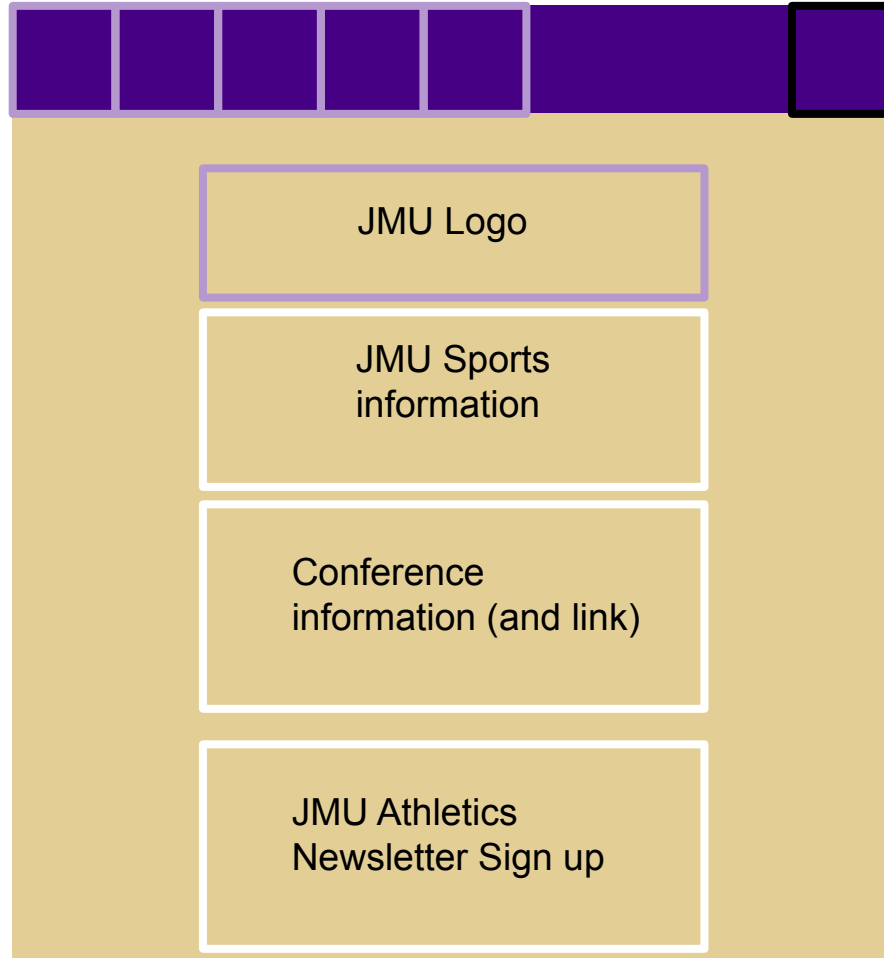 JMU Logo
JMU Sports
information
Conference
information (and link)
JMU Athletics
Newsletter Sign up